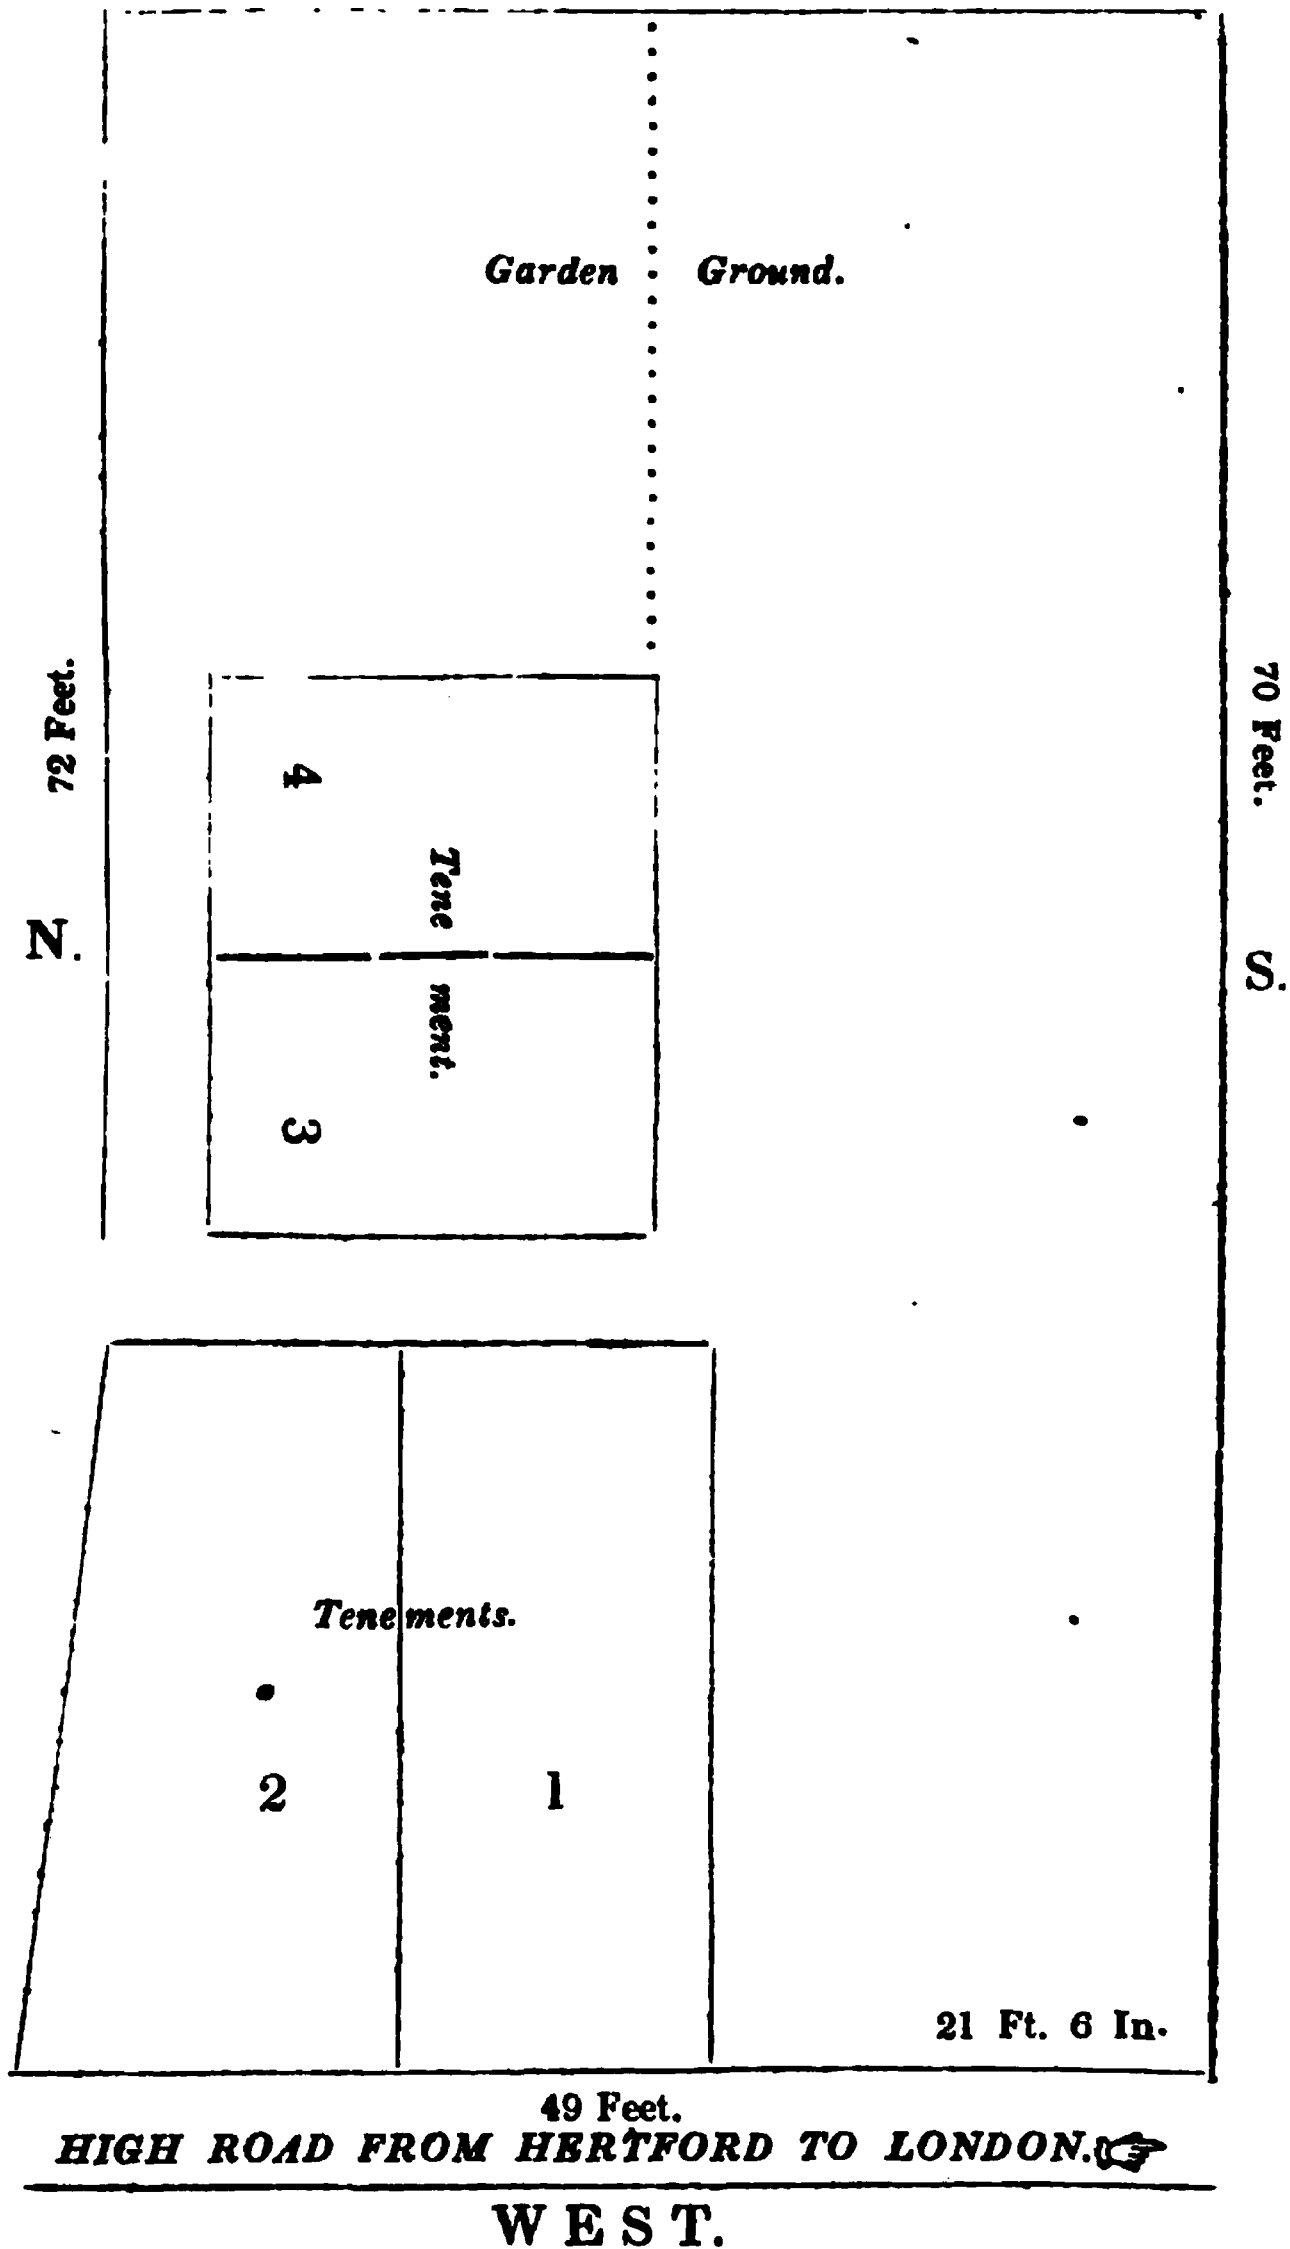 Garden Ground.
72 Feet.
70 Feet.
4
Tene
N.
S.
ment.
3
Tenements.
2
1
21 Ft. 6 In.
49 Feet.
HIGH ROAD FROM HERTFORD TO LONDON.
WEST.